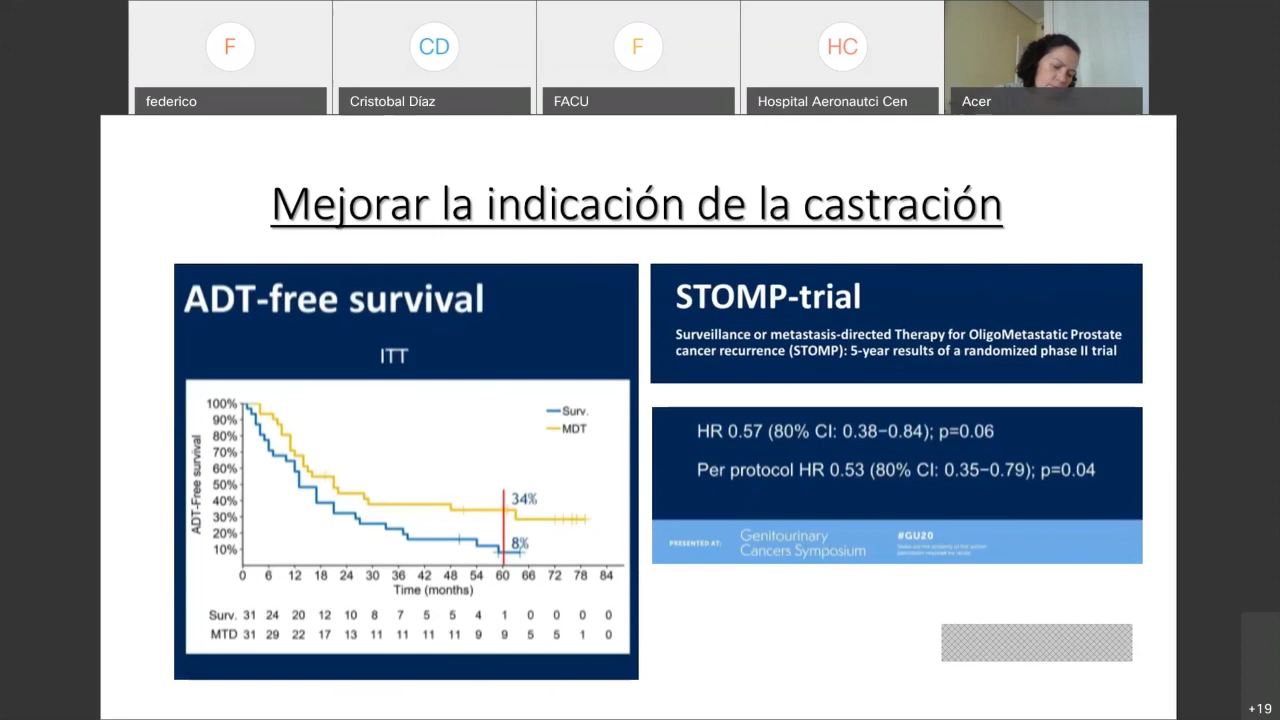 F
CD
F
HC
federico
Cristobal Díaz
FACU
Hospital Aeronautci Cen
Acer
Mejorar la indicación de la castración
ADT-free survival
ITT
100%
90%
80%
70%
60%
50%
40%
30%
20%
10%
ADT-Free survival
Surv.
MDT
34%
8%
0 6 12 18 24 30 36 42 48 54 60 66 72 78 84
Time (months)
Surv. 31 24 20 12 10 8 7 5 5 4 1 0 0 0 0
MTD 31 29 22 17 13 11 11 11 11 9 9 5 5 1 0
STOMP-trial
Surveillance or metastasis-directed Therapy for OligoMetastatic Prostate
cancer recurrence (STOMP): 5-year results of a randomized phase II trial
HR 0.57 (80% CI: 0.38–0.84); p=0.06
Per protocol HR 0.53 (80% CI: 0.35–0.79); p=0.04
PRESENTED AT:
Genitourinary
Cancers Symposium
#GU20
+19